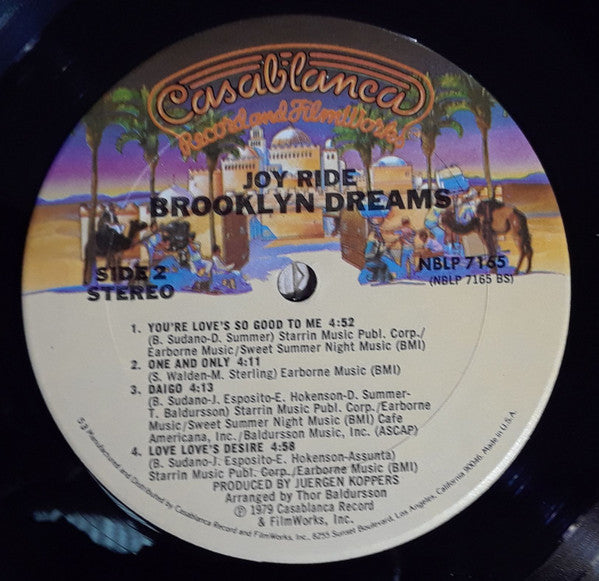 Casablanca
Record and FilmWorks
JOY RIDE
BROOKLYN DREAMS
SIDE 2
STEREO
NBLP 7165
(NBLP 7165 BS)
1. YOU'RE LOVE'S SO GOOD TO ME 4:52
(B. Sudano-D. Summer) Starrin Music Publ. Corp./
Earborne Music/Sweet Summer Night Music (BMI)
2. ONE AND ONLY 4:11
(S. Walden-M. Sterling) Earborne Music (BMI)
3. DAIGO 4:13
(B. Sudano-J. Esposito-E. Hokenson-D. Summer-
T. Baldursson) Starrin Music Publ. Corp./Earborne
Music/Sweet Summer Night Music (BMI) Cafe
Americana, Inc./Baldursson Music, Inc. (ASCAP)
4. LOVE LOVE'S DESIRE 4:58
(B. Sudano-J. Esposito-E. Hokenson-Assunta)
Starrin Music Publ. Corp./Earborne Music (BMI)
PRODUCED BY JUERGEN KOPPERS
Arranged by Thor Baldursson
℗ 1979 Casablanca Record
& FilmWorks, Inc.
Manufactured and Distributed by Casablanca Record and FilmWorks, Inc., 8255 Sunset Boulevard, Los Angeles, California 90046. Made in U.S.A.